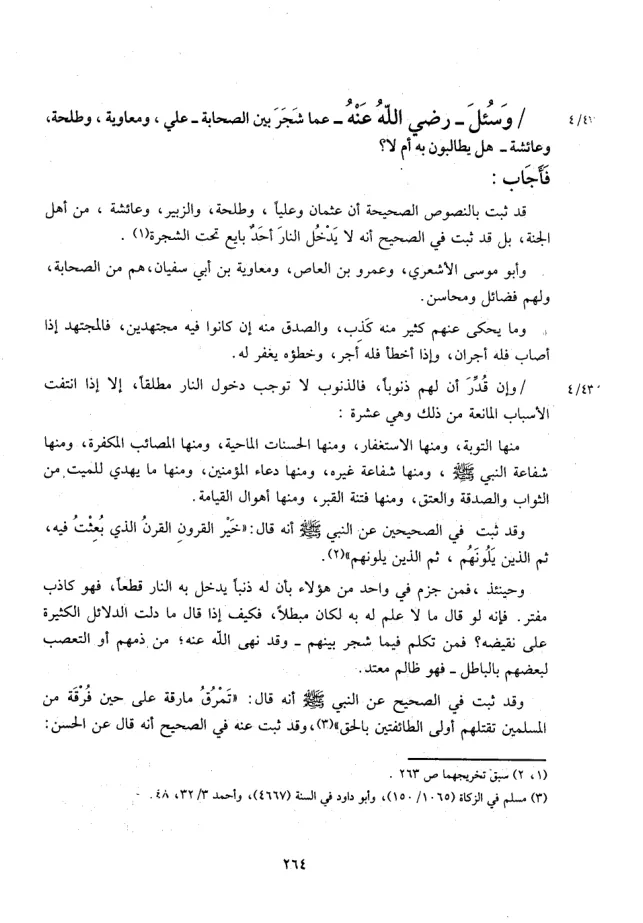 ٤/٤٣١ / وَسُئلَ ـ رضي اللّهُ عَنْهُ ـ عما شَجَرَ بين الصحابة ـ علي ، ومعاوية ، وطلحة،
وعائشة ـ هل يطالبون به أم لا؟
فَأَجَاب :
قد ثبت بالنصوص الصحيحة أن عثمان وعلياً ، وطلحة، والزبير، وعائشة ، من أهل
الجنة، بل قد ثبت في الصحيح أنه لا يَدْخُل النارَ أحَدٌ بايع تحت الشجرة(١) .
وأبو موسى الأشعري، وعمرو بن العاص، ومعاوية بن أبي سفيان،هم من الصحابة،
ولهم فضائل ومحاسن.
وما يحكى عنهم كثير منه كَذِب، والصدق منه إن كانوا فيه مجتهدين، فالمجتهد إذا
أصاب فله أجران، وإذا أخطأ فله أجر، وخطؤه يغفر له.
٤/٤٣٠ / وإن قُدِّرَ أن لهم ذنوباً، فالذنوب لا توجب دخول النار مطلقاً، إلا إذا انتفت
الأسباب المانعة من ذلك وهي عشرة :
منها التوبة، ومنها الاستغفار، ومنها الحسنات الماحية، ومنها المصائب المكفرة، ومنها
شفاعة النبي ﷺ ، ومنها شفاعة غيره، ومنها دعاء المؤمنين، ومنها ما يهدي للميت من
الثواب والصدقة والعتق، ومنها فتنة القبر، ومنها أهوال القيامة.
وقد ثبت في الصحيحين عن النبي ﷺ أنه قال: «خَيْر القرونِ القرنُ الذي بُعثْتُ فيه،
ثم الذين يَلُونَهُم ، ثم الذين يلونهم»(٢).
وحينئذ ،فمن جزم في واحد من هؤلاء بأن له ذنباً يدخل به النار قطعاً، فهو كاذب
مفتر. فإنه لو قال ما لا علم له به لكان مبطلاً، فكيف إذا قال ما دلت الدلائل الكثيرة
على نقيضه؟ فمن تكلم فيما شجر بينهم ـ وقد نهى اللّه عنه؛ من ذمهم أو التعصب
لبعضهم بالباطل ـ فهو ظالم معتد.
وقد ثبت في الصحيح عن النبي ﷺ أنه قال: «تَمْرُقُ مارقة على حين فُرْقَة من
المسلمين تقتلهم أولى الطائفتين بالحق»(٣)،وقد ثبت عنه في الصحيح أنه قال عن الحسن:
(١، ٢) سبق تخريجهما ص ٢٦٣ .
(٣) مسلم في الزكاة (١٠٦٥/ ١٥٠)، وأبو داود في السنة (٤٦٦٧)، وأحمد ٣/ ٣٢، ٤٨.
٢٦٤